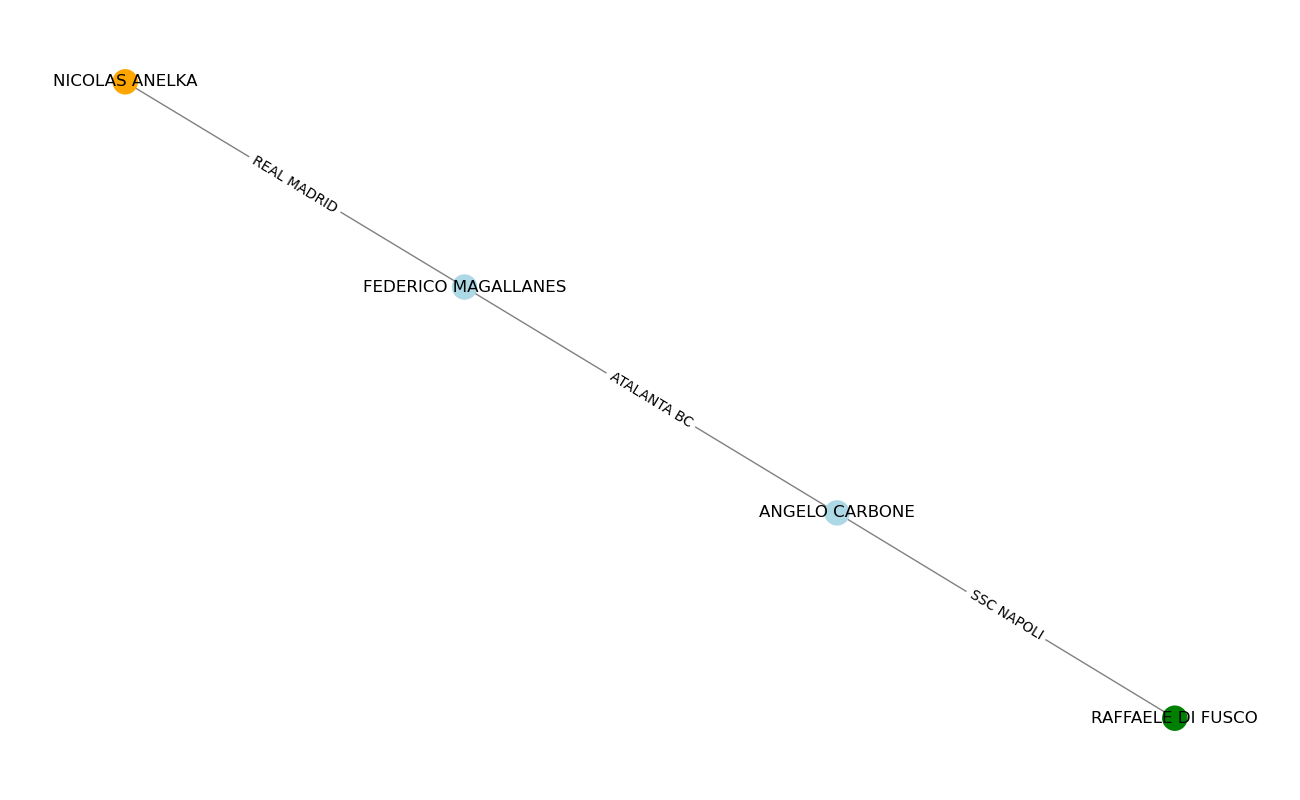 NICOLAS ANELKA
REAL MADRID
FEDERICO MAGALLANES
ATALANTA BC
ANGELO CARBONE
SSC NAPOLI
RAFFAELE DI FUSCO